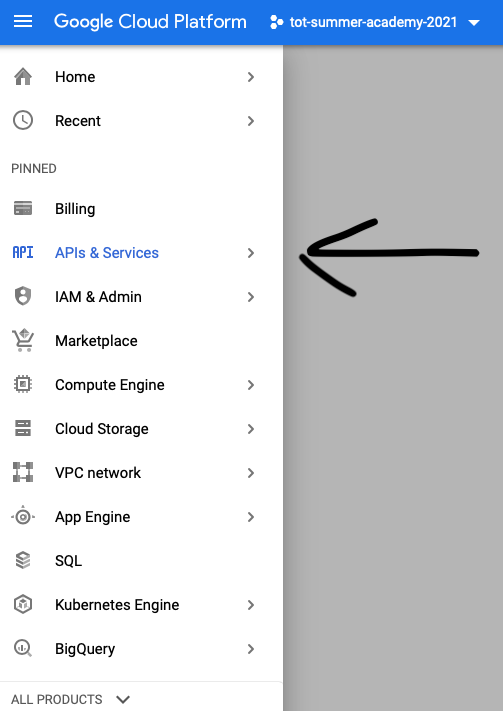 Google Cloud Platform tot-summer-academy-2021
Home
Recent
PINNED
Billing
API APIs & Services
IAM & Admin
Marketplace
Compute Engine
Cloud Storage
VPC network
App Engine
SQL
Kubernetes Engine
BigQuery
ALL PRODUCTS